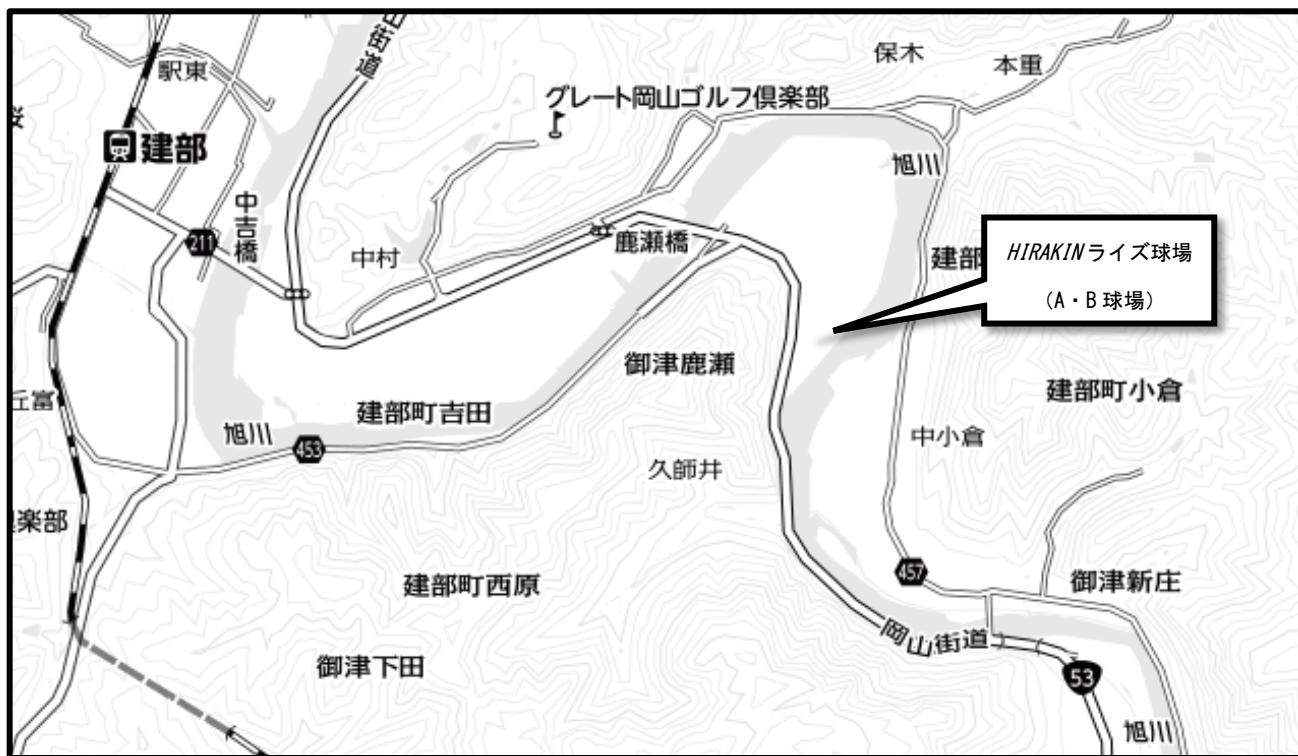 山街道
保木
本重
駅東
グレート岡山ゴルフ倶楽部
建部
旭川
中吉橋
211
中村
鹿瀬橋
建部
HIRAKINライズ球場
(A・B球場)
御津鹿瀬
建部町小倉
丘富
建部町吉田
旭川
453
中小倉
久師井
楽部
457
建部町西原
御津新庄
岡山街道
御津下田
53
旭川